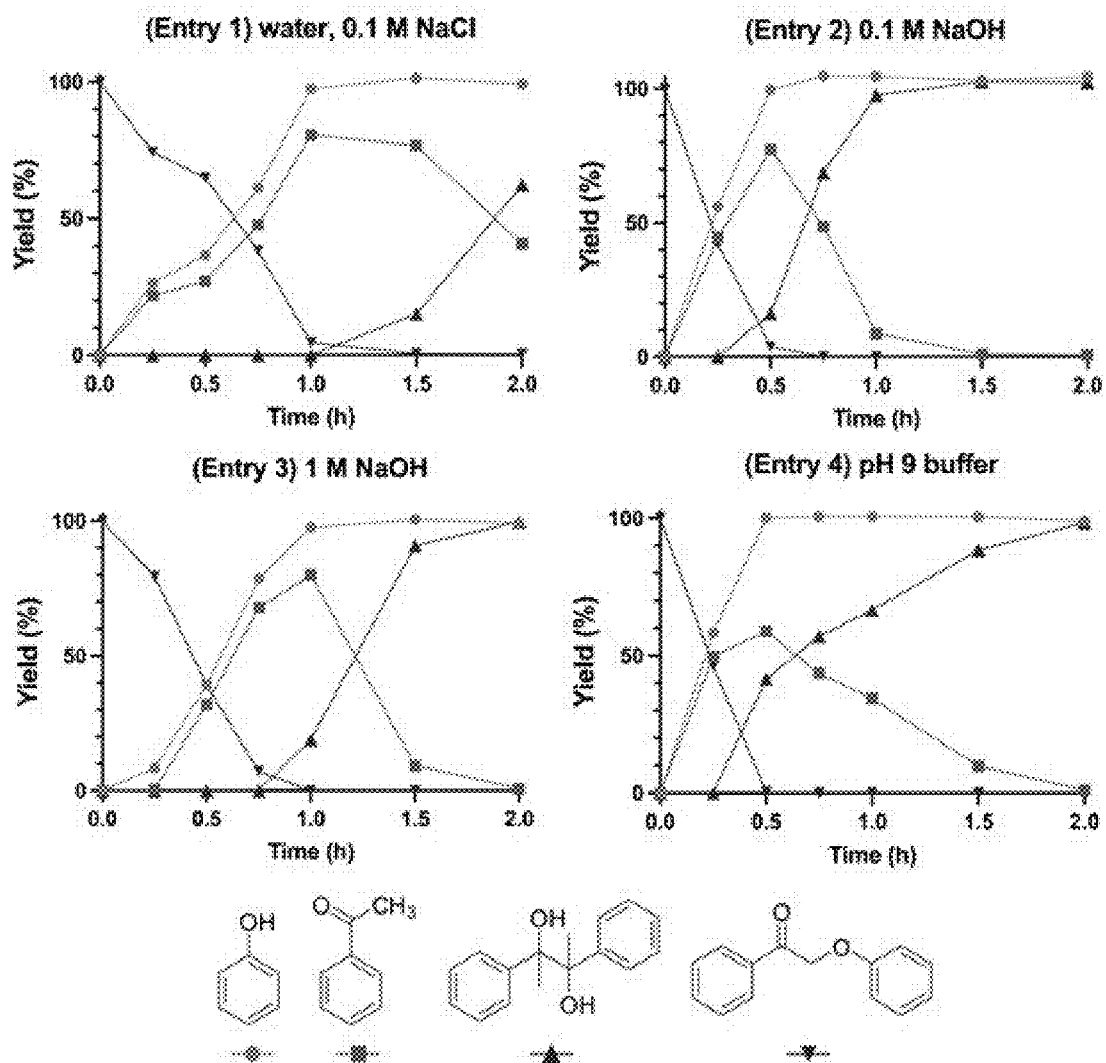 (Entry 1) water, 0.1 M NaCl
(Entry 2) 0.1 M NaOH
Yield (%)
100
50
0
0.0 0.5 1.0 1.5 2.0
Time (h)
Yield (%)
100
50
0
0.0 0.5 1.0 1.5 2.0
Time (h)
(Entry 3) 1 M NaOH
(Entry 4) pH 9 buffer
Yield (%)
100
50
0
0.0 0.5 1.0 1.5 2.0
Time (h)
Yield (%)
100
50
0
0.0 0.5 1.0 1.5 2.0
Time (h)
OH
O CH₃
OH
OH
O
O